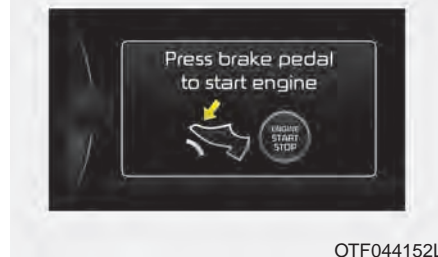 Press brake pedal
to start engine
ENGINE
START
STOP
OTF044152L